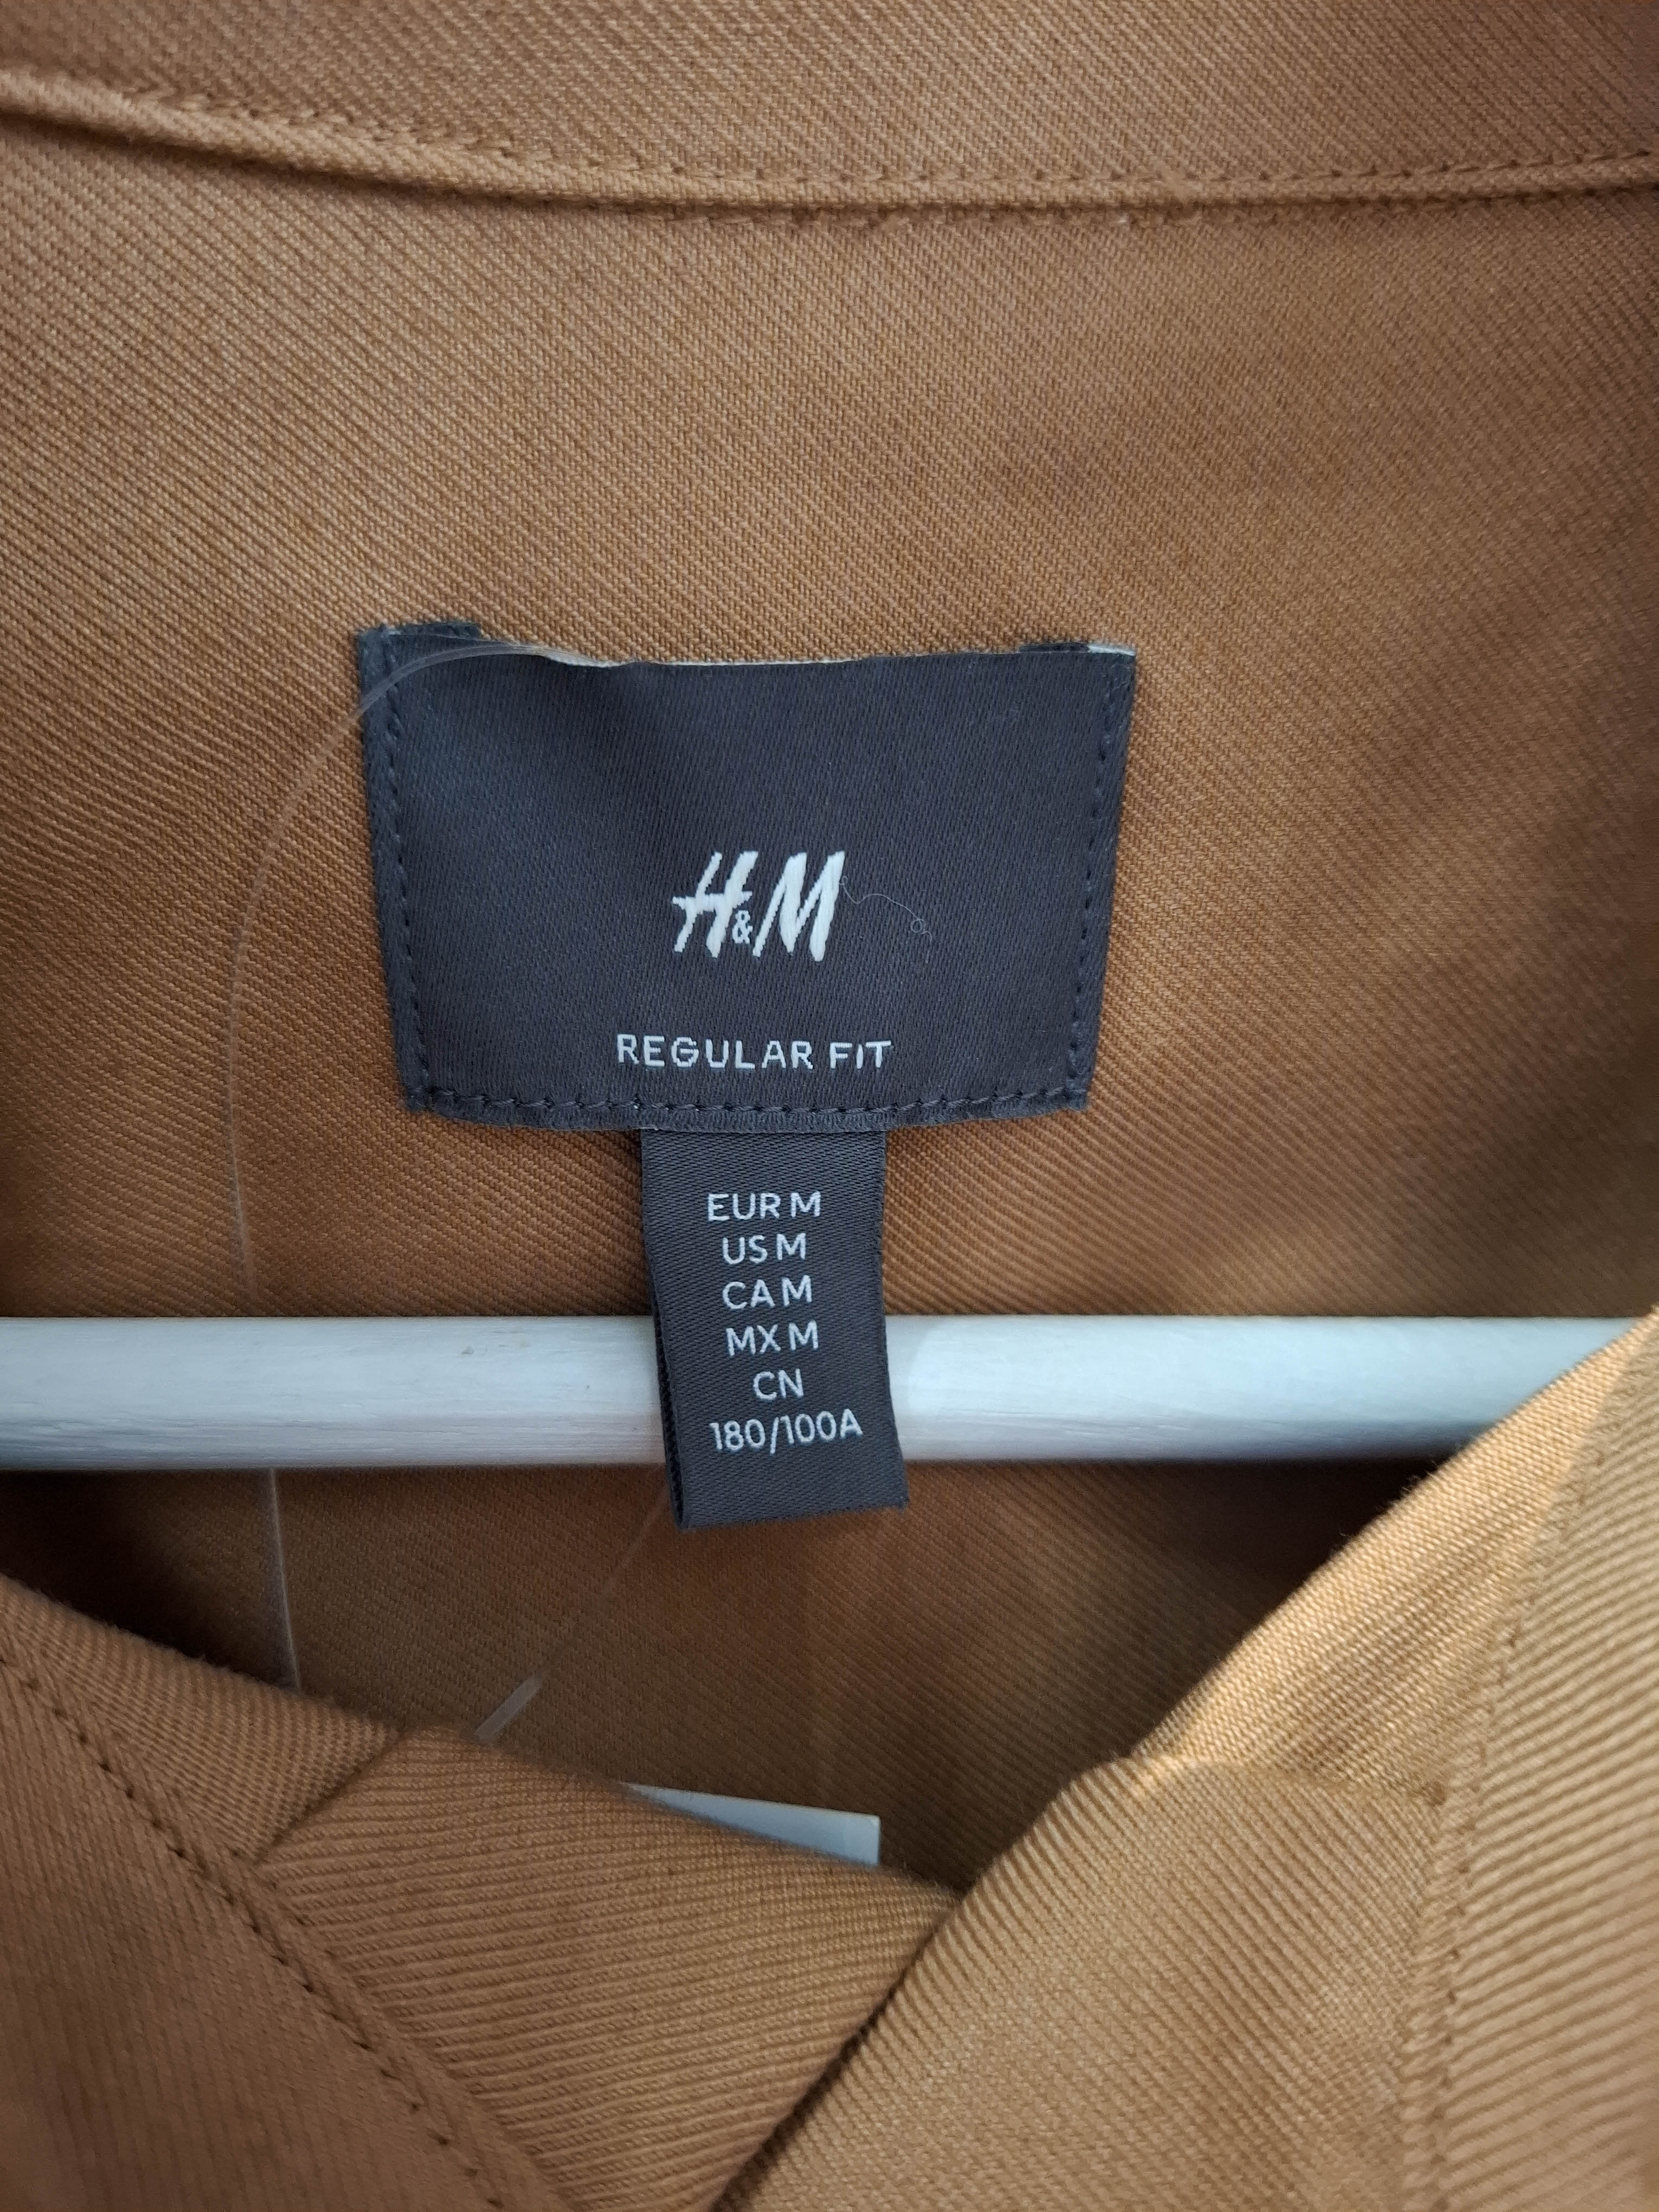 H&M
REGULAR FIT
EUR M
US M
CA M
MX M
CN
180/100A